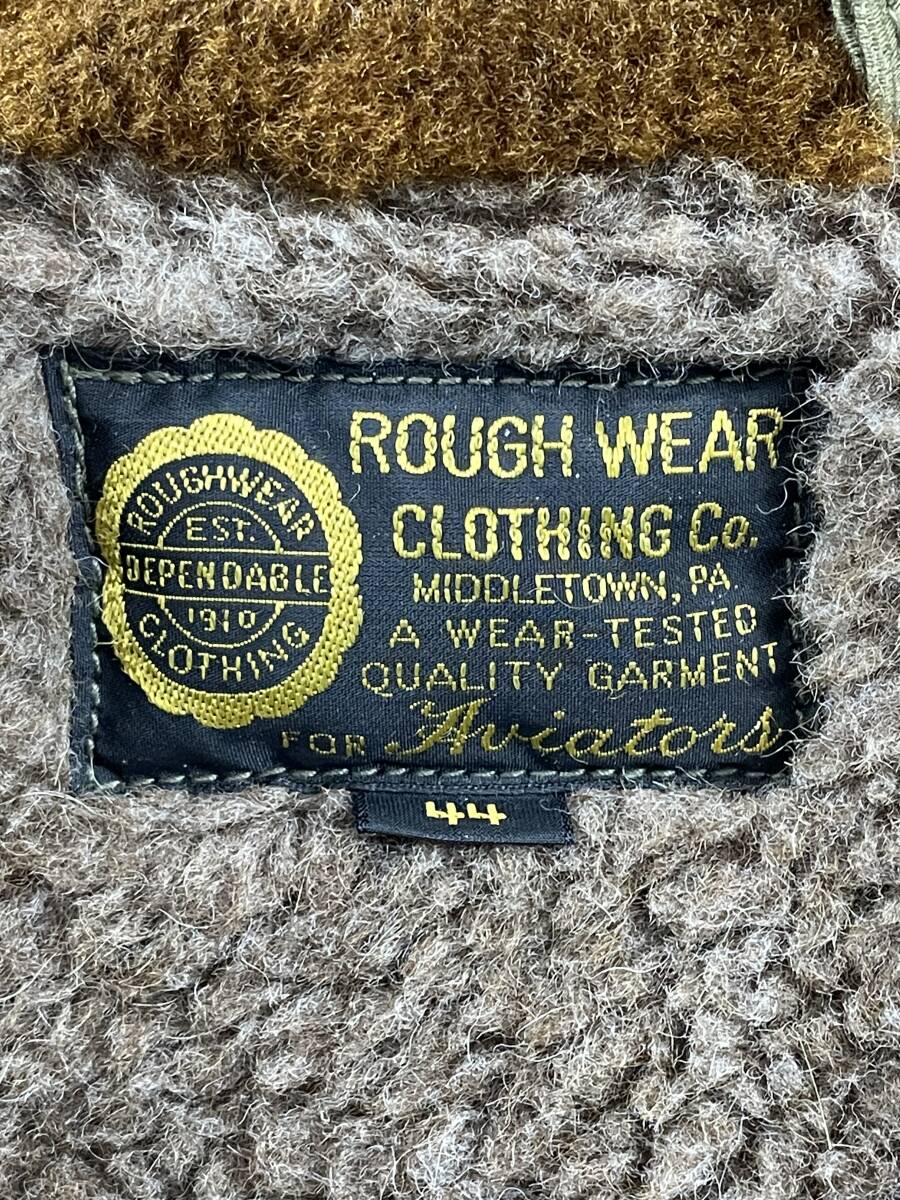 ROUGHWEAR
EST.
DEPENDABLE
1910
CLOTHING
ROUGH WEAR
CLOTHING Co.
MIDDLETOWN, PA
A WEAR-TESTED
QUALITY GARMENT
FOR Aviators
44